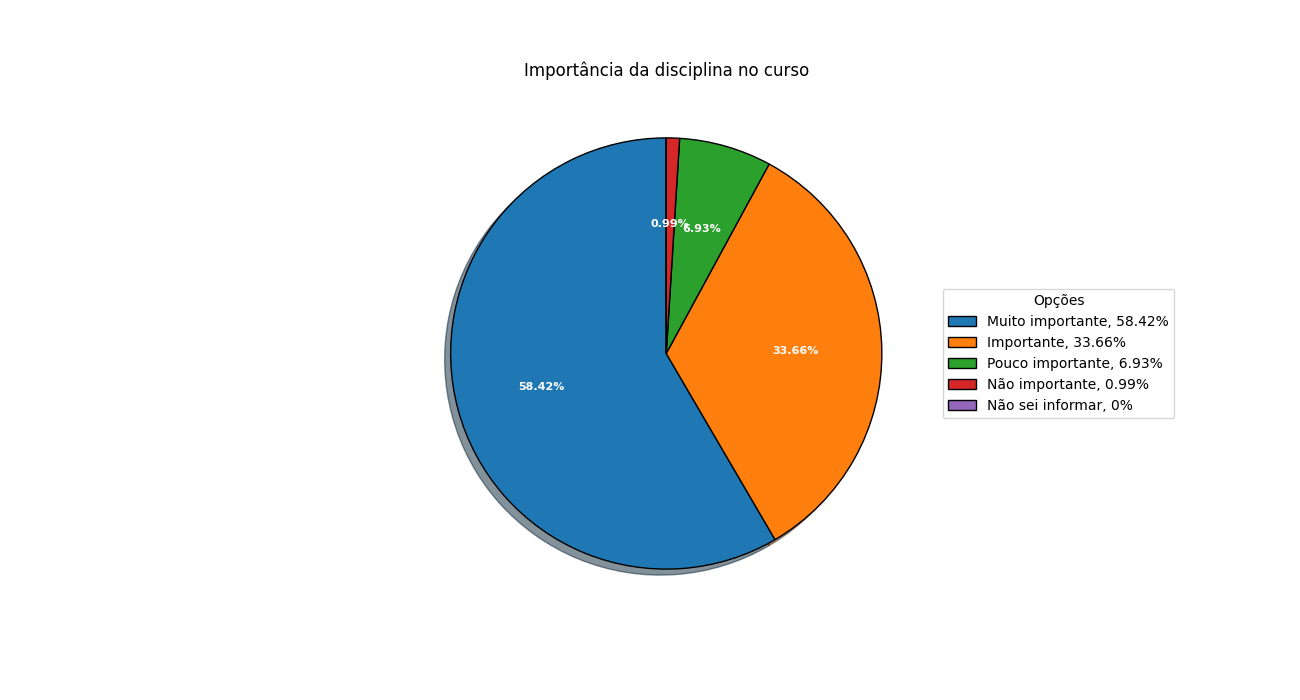 Importância da disciplina no curso
0.99%
6.93%
33.66%
58.42%
Opções
Muito importante, 58.42%
Importante, 33.66%
Pouco importante, 6.93%
Não importante, 0.99%
Não sei informar, 0%